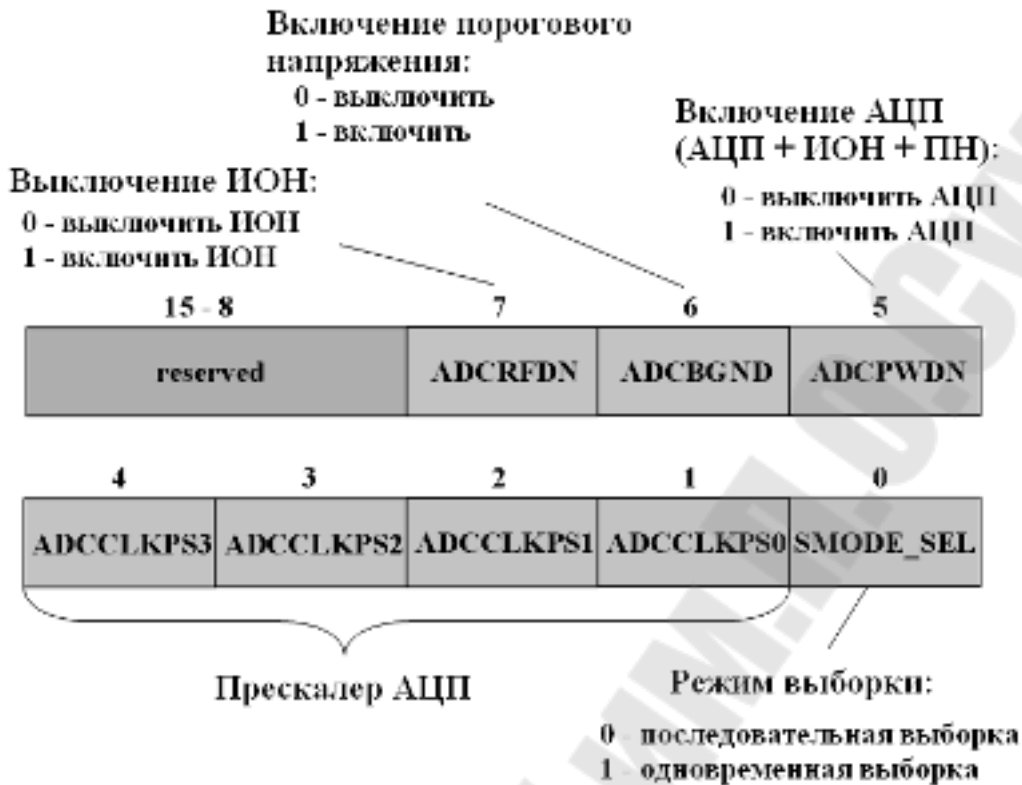 Включение порогового
напряжения:
0 - выключить
1 - включить
Включение АЦП
(АЦП + ИОН + ПН):
0 - выключить АЦП
1 - включить АЦП
Выключение ИОН:
0 - выключить ИОН
1 - включить ИОН
15 - 8 7 6 5
reserved ADCRFDN ADCBGND ADCPWDN
4 3 2 1 0
ADCCLKPS3 ADCCLKPS2 ADCCLKPS1 ADCCLKPS0 SMODE_SEL
Прескалер АЦП
Режим выборки:
0 - последовательная выборка
1 - одновременная выборка